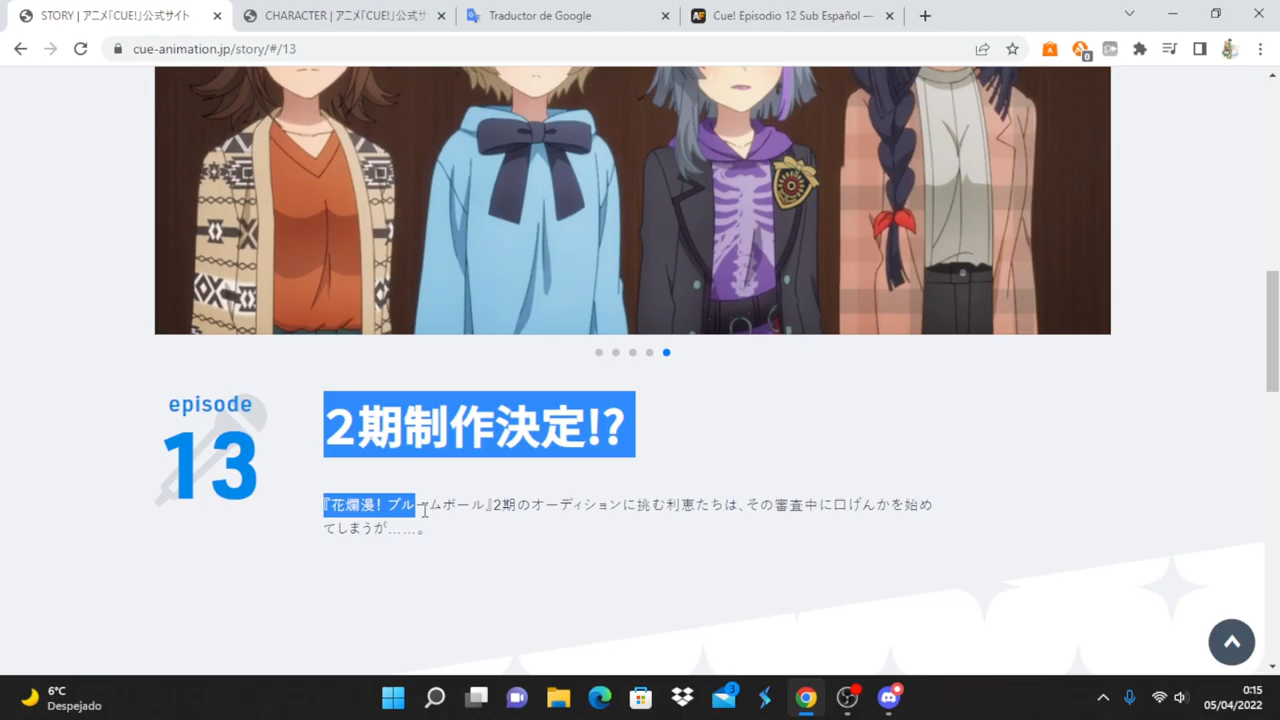 STORY | アニメ「CUE!」公式サイト
CHARACTER | アニメ「CUE!」公式サ
Traductor de Google
Cue! Episodio 12 Sub Español —
cue-animation.jp/story/#/13
0
episode
13
2期制作決定!?
『花爛漫！ブルームボール』2期のオーディションに挑む利恵たちは、その審査中に口げんかを始め
てしまうが……。
6°C
Despejado
3
0:15
05/04/2022